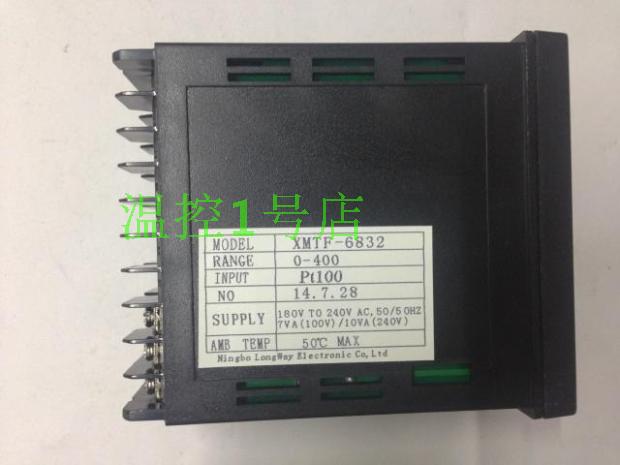 温控1号店
MODEL XMTF-6832
RANGE 0-400
INPUT Pt100
NO 14.7.28
SUPPLY 180V TO 240V AC, 50/50HZ
7VA(100V)/10VA(240V)
AMB TEMP 50℃ MAX
Ningbo LongWay Electronic Co,Ltd